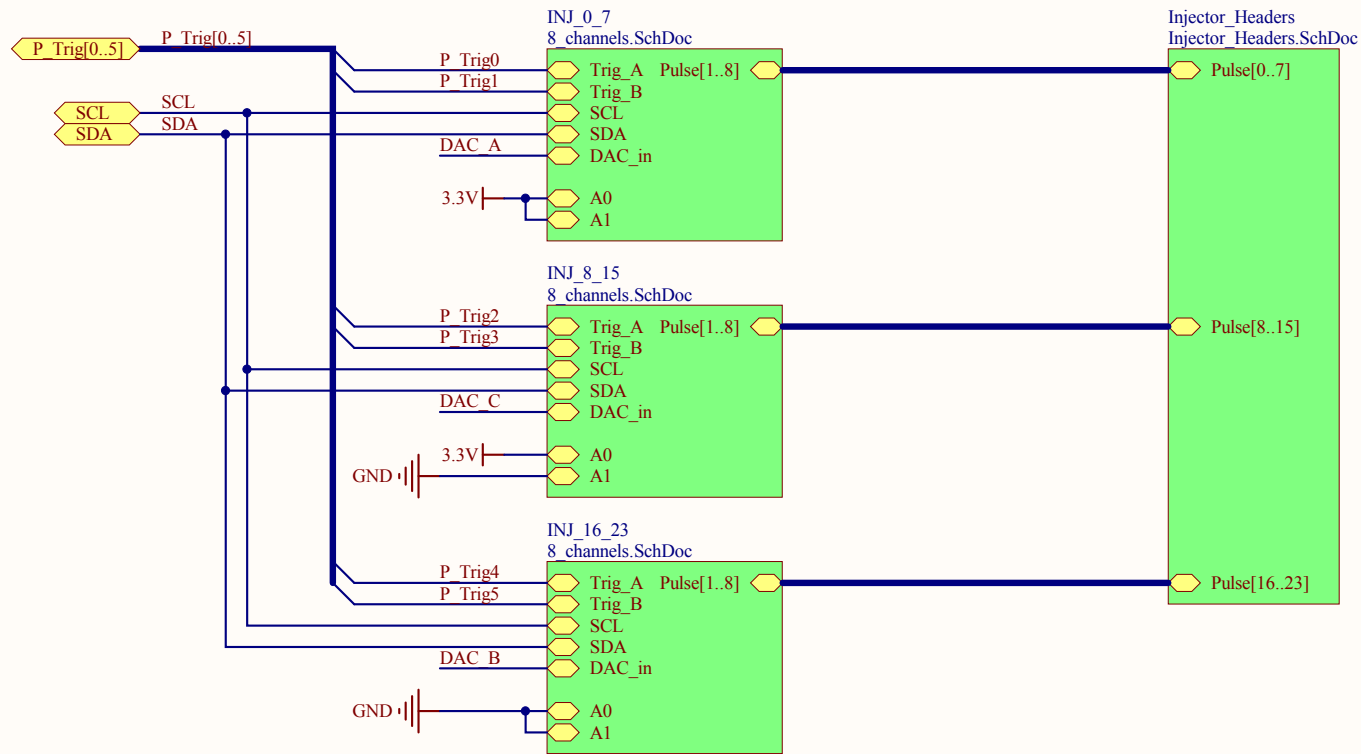 P_Trig[0..5]
P_Trig[0..5]
SCL
SCL
SDA
SDA
INJ_0_7
8_channels.SchDoc
P_Trig0
Trig_A
Pulse[1..8]
P_Trig1
Trig_B
SCL
SDA
DAC_A
DAC_in
3.3V
A0
A1
Injector_Headers
Injector_Headers.SchDoc
Pulse[0..7]
INJ_8_15
8_channels.SchDoc
P_Trig2
Trig_A
Pulse[1..8]
P_Trig3
Trig_B
SCL
SDA
DAC_C
DAC_in
3.3V
A0
GND
A1
Pulse[8..15]
INJ_16_23
8_channels.SchDoc
P_Trig4
Trig_A
Pulse[1..8]
P_Trig5
Trig_B
SCL
SDA
DAC_B
DAC_in
GND
A0
A1
Pulse[16..23]